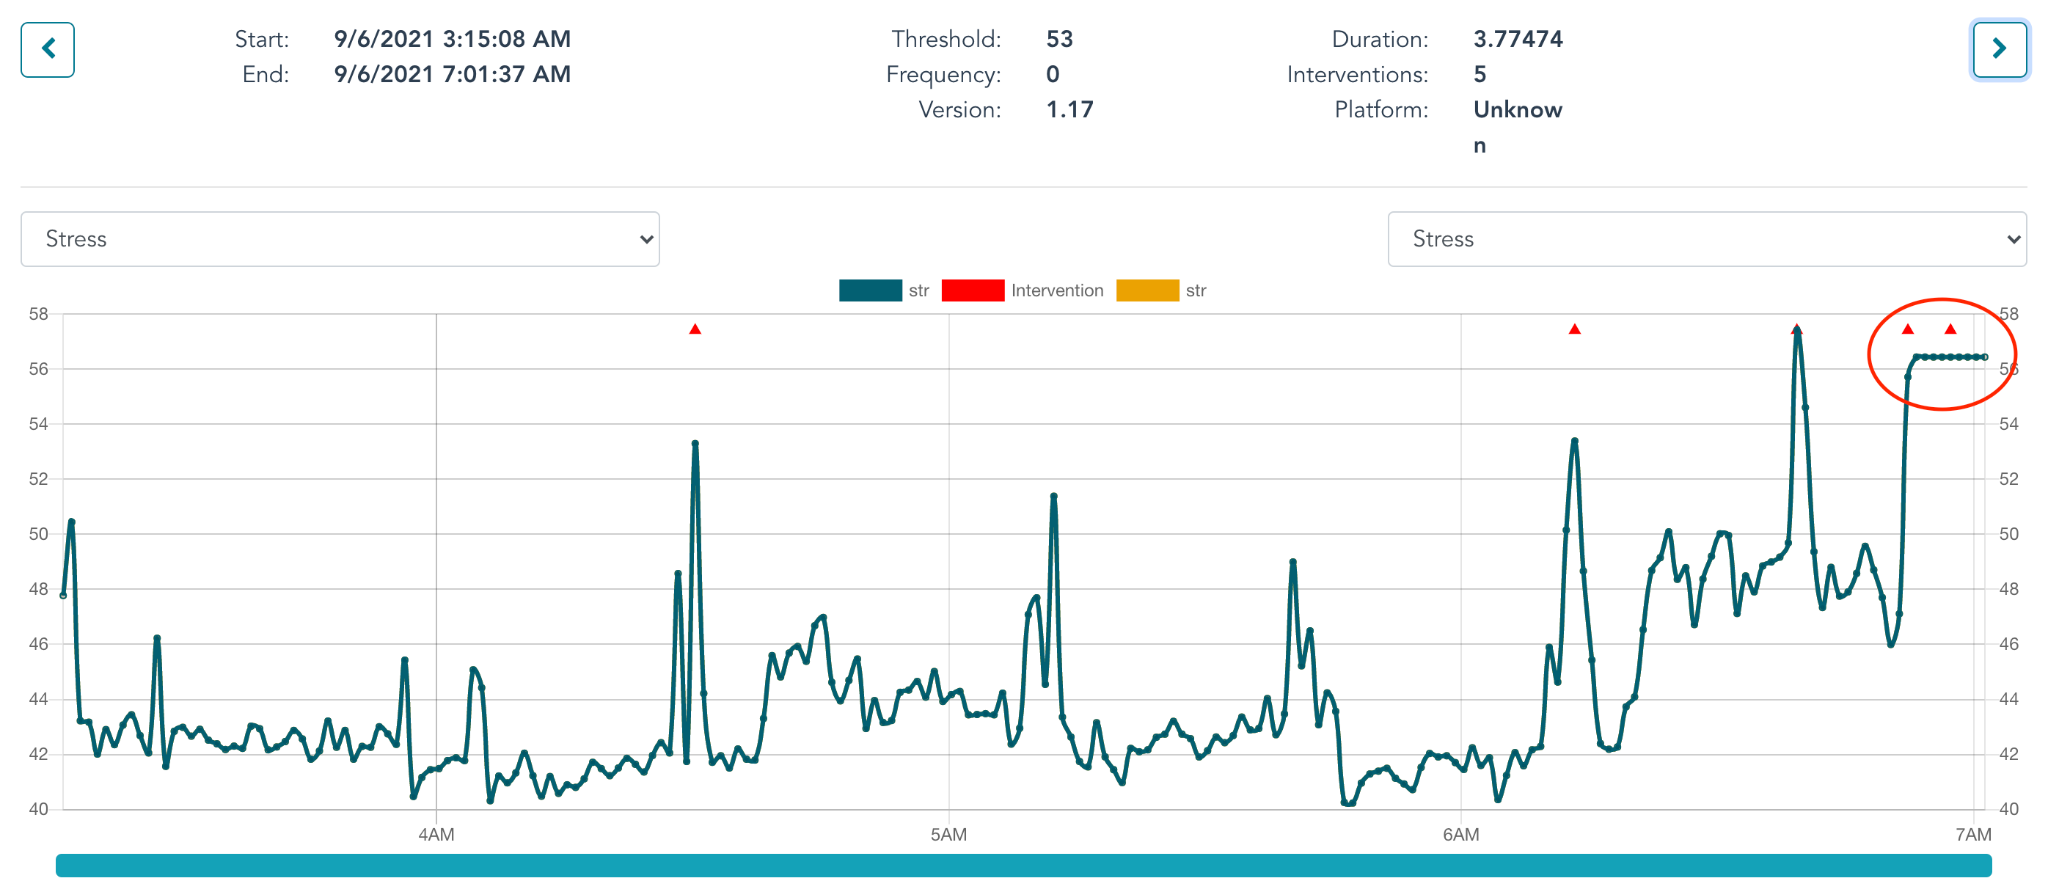 Start: 9/6/2021 3:15:08 AM Threshold: 53 Duration: 3.77474
End: 9/6/2021 7:01:37 AM Frequency: 0 Interventions: 5
Version: 1.17 Platform: Unknow
n
Stress Stress
str Intervention str
58 58
56 56
54 54
52 52
50 50
48 48
46 46
44 44
42 42
40 40
4AM 5AM 6AM 7AM